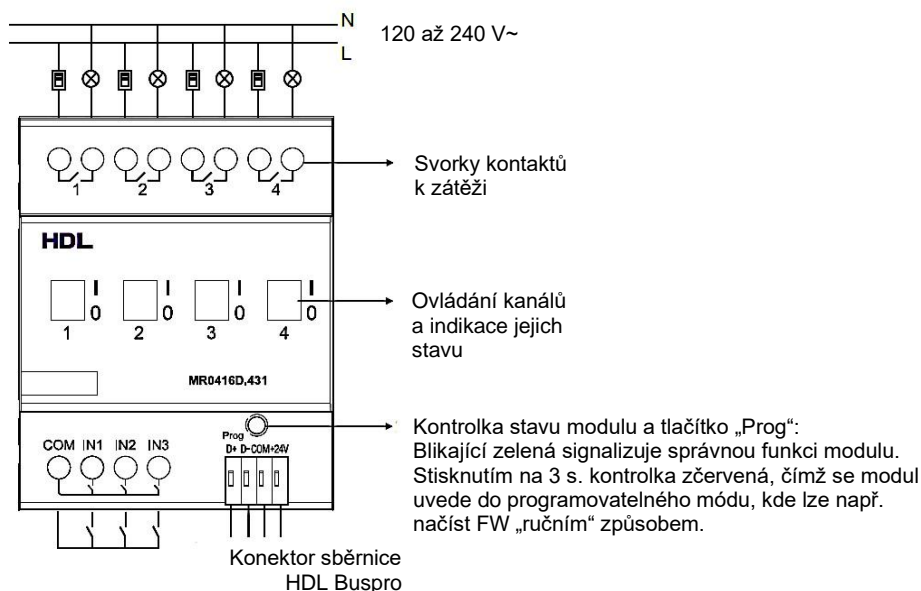 N
120 až 240 V~
L
1 2 3 4
Svorky kontaktů
k zátěži
HDL
I I I I
0 0 0 0
1 2 3 4
Ovládání kanálů
a indikace jejich
stavu
MR0416D,431
Kontrolka stavu modulu a tlačítko „Prog“:
Blikající zelená signalizuje správnou funkci modulu.
Stisknutím na 3 s. kontrolka zčervená, čímž se modul
uvede do programovatelného módu, kde lze např.
načíst FW „ručním“ způsobem.
Prog
COM IN1 IN2 IN3
D+ D-COM+24V
Konektor sběrnice
HDL Buspro